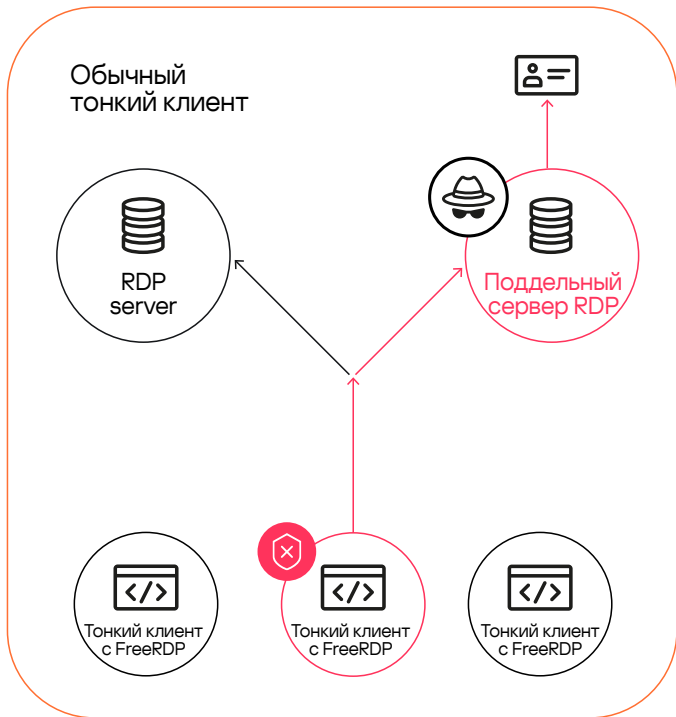 Обычный
тонкий клиент
RDP
server
Поддельный
сервер RDP
Тонкий клиент
с FreeRDP
Тонкий клиент
с FreeRDP
Тонкий клиент
с FreeRDP